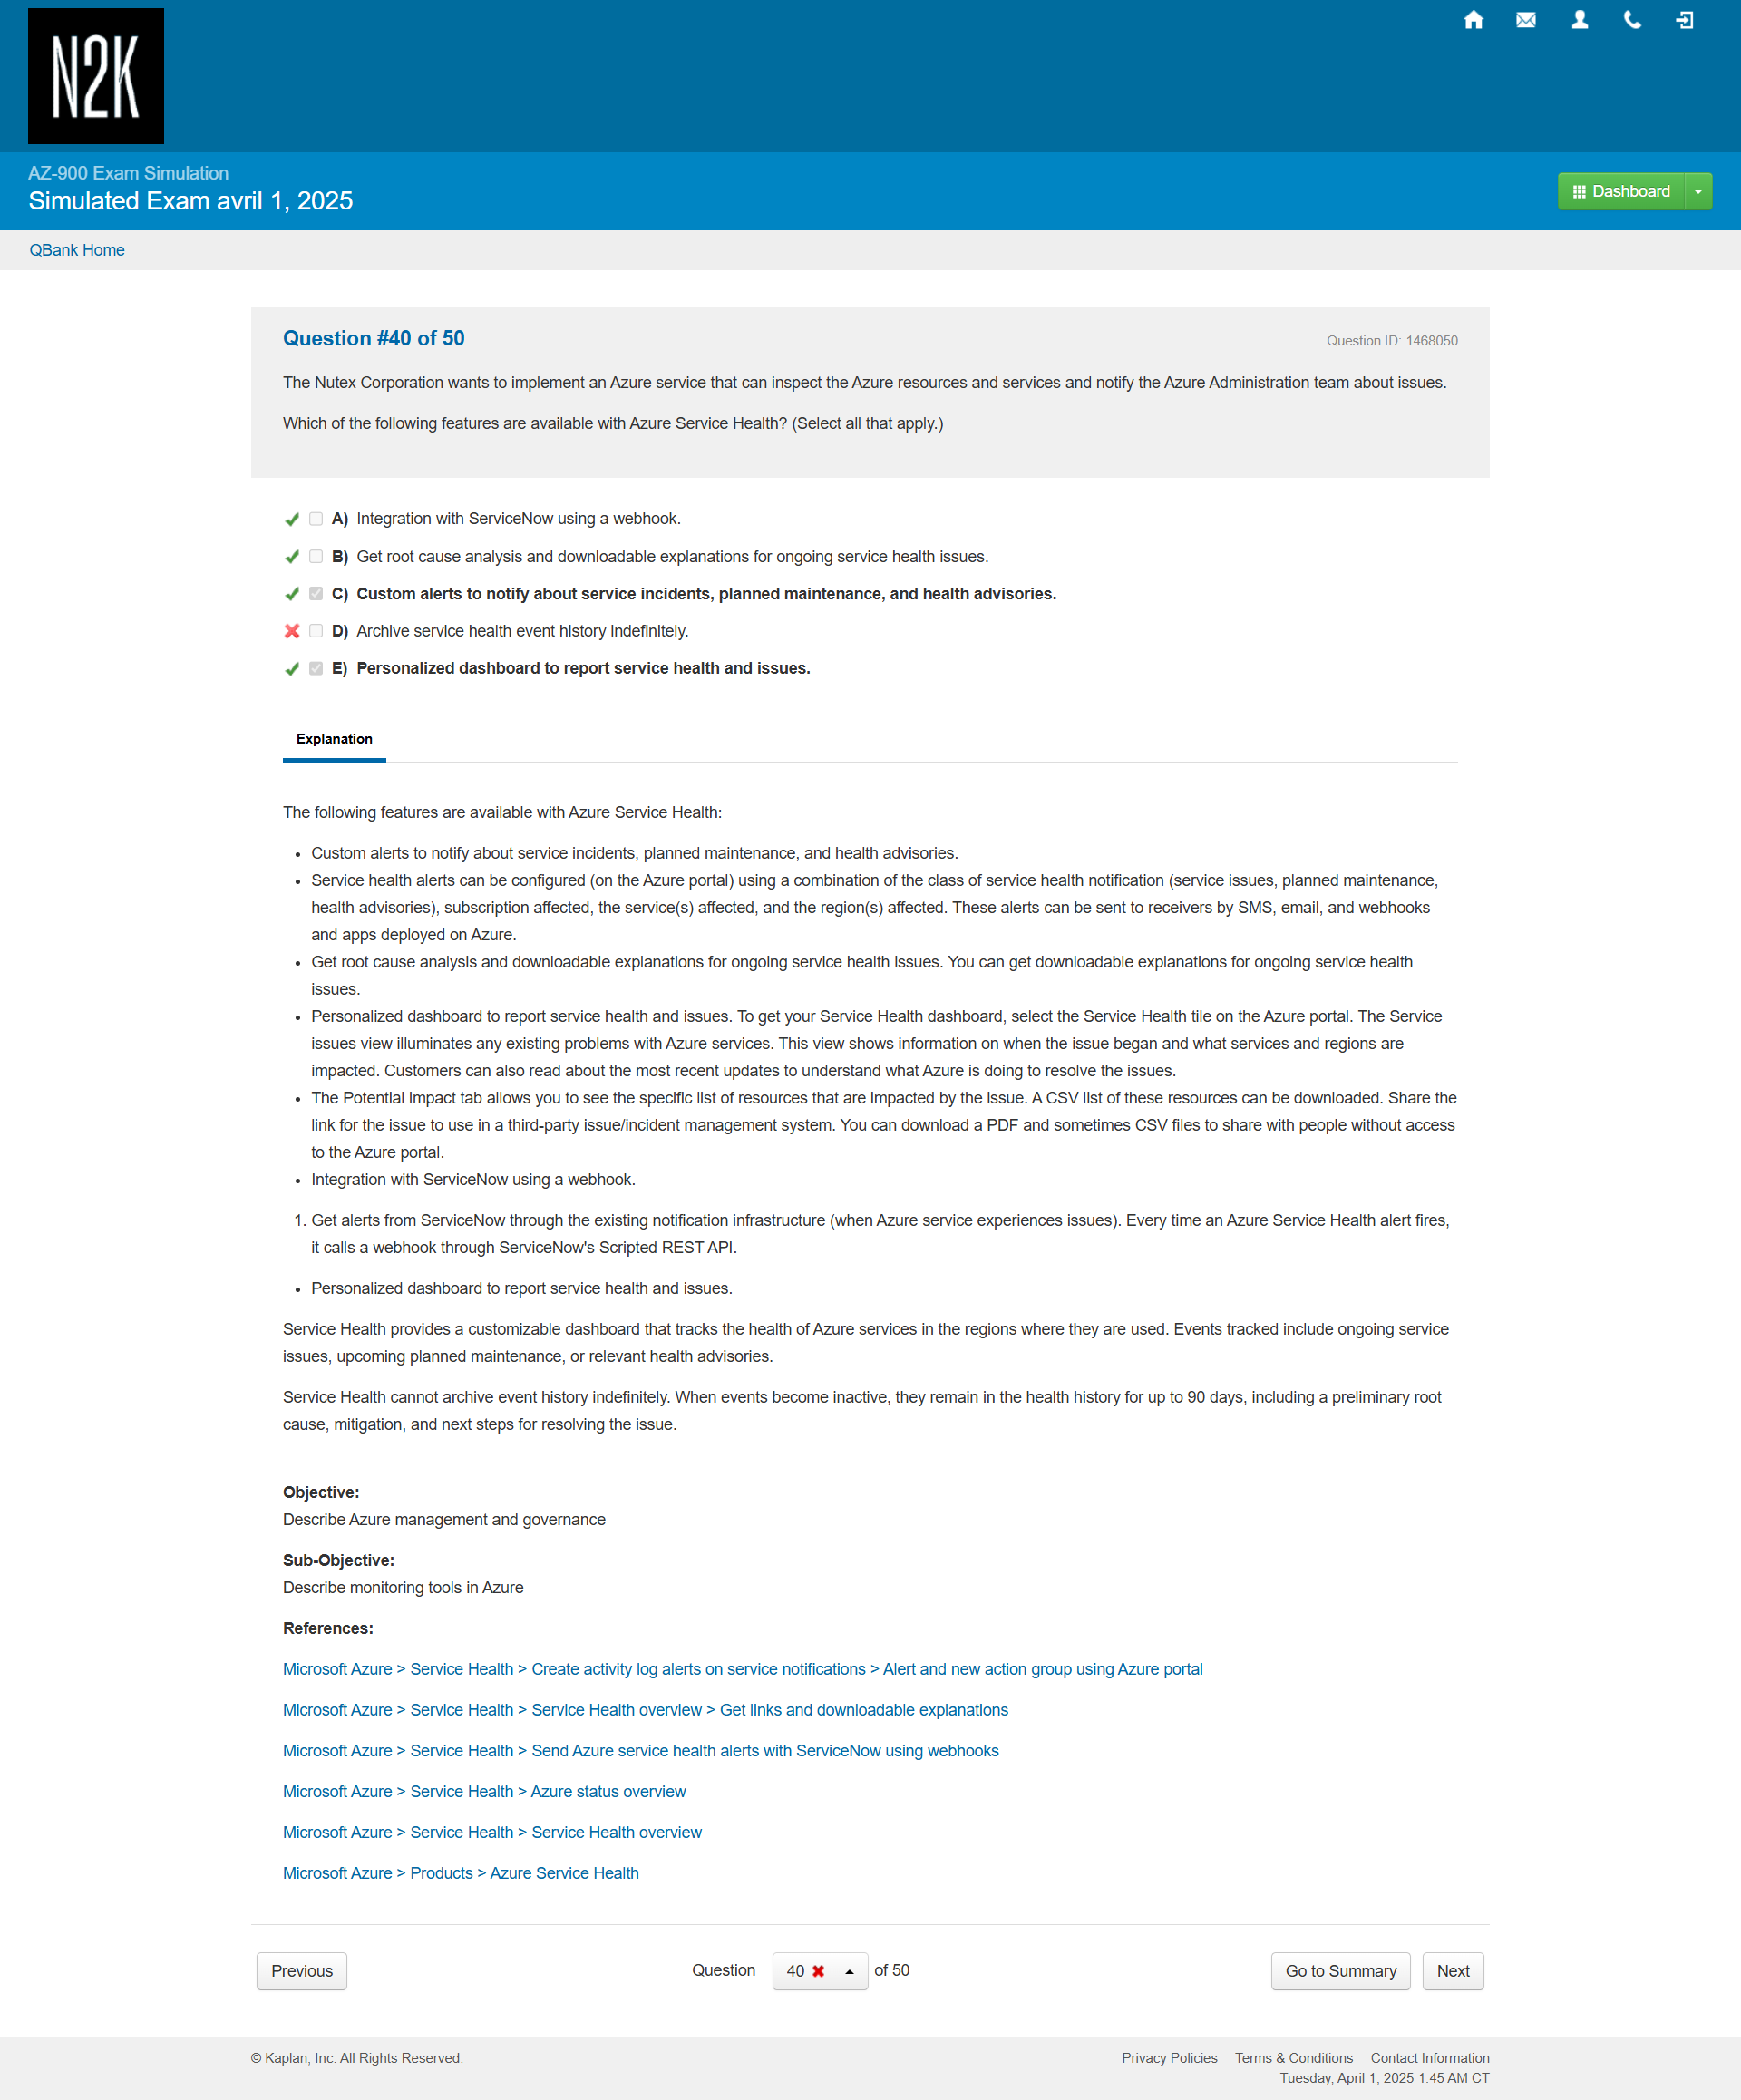 N2K
AZ-900 Exam Simulation
Simulated Exam avril 1, 2025
Dashboard
QBank Home
Question #40 of 50
Question ID: 1468050
The Nutex Corporation wants to implement an Azure service that can inspect the Azure resources and services and notify the Azure Administration team about issues.
Which of the following features are available with Azure Service Health? (Select all that apply.)
A) Integration with ServiceNow using a webhook.
B) Get root cause analysis and downloadable explanations for ongoing service health issues.
C) Custom alerts to notify about service incidents, planned maintenance, and health advisories.
D) Archive service health event history indefinitely.
E) Personalized dashboard to report service health and issues.
Explanation
The following features are available with Azure Service Health:
• Custom alerts to notify about service incidents, planned maintenance, and health advisories.
• Service health alerts can be configured (on the Azure portal) using a combination of the class of service health notification (service issues, planned maintenance,
health advisories), subscription affected, the service(s) affected, and the region(s) affected. These alerts can be sent to receivers by SMS, email, and webhooks
and apps deployed on Azure.
• Get root cause analysis and downloadable explanations for ongoing service health issues. You can get downloadable explanations for ongoing service health
issues.
• Personalized dashboard to report service health and issues. To get your Service Health dashboard, select the Service Health tile on the Azure portal. The Service
issues view illuminates any existing problems with Azure services. This view shows information on when the issue began and what services and regions are
impacted. Customers can also read about the most recent updates to understand what Azure is doing to resolve the issues.
• The Potential impact tab allows you to see the specific list of resources that are impacted by the issue. A CSV list of these resources can be downloaded. Share the
link for the issue to use in a third-party issue/incident management system. You can download a PDF and sometimes CSV files to share with people without access
to the Azure portal.
• Integration with ServiceNow using a webhook.
1. Get alerts from ServiceNow through the existing notification infrastructure (when Azure service experiences issues). Every time an Azure Service Health alert fires,
it calls a webhook through ServiceNow's Scripted REST API.
• Personalized dashboard to report service health and issues.
Service Health provides a customizable dashboard that tracks the health of Azure services in the regions where they are used. Events tracked include ongoing service
issues, upcoming planned maintenance, or relevant health advisories.
Service Health cannot archive event history indefinitely. When events become inactive, they remain in the health history for up to 90 days, including a preliminary root
cause, mitigation, and next steps for resolving the issue.
Objective:
Describe Azure management and governance
Sub-Objective:
Describe monitoring tools in Azure
References:
Microsoft Azure > Service Health > Create activity log alerts on service notifications > Alert and new action group using Azure portal
Microsoft Azure > Service Health > Service Health overview > Get links and downloadable explanations
Microsoft Azure > Service Health > Send Azure service health alerts with ServiceNow using webhooks
Microsoft Azure > Service Health > Azure status overview
Microsoft Azure > Service Health > Service Health overview
Microsoft Azure > Products > Azure Service Health
Previous
Question 40 of 50
Go to Summary
Next
© Kaplan, Inc. All Rights Reserved.
Privacy Policies Terms & Conditions Contact Information
Tuesday, April 1, 2025 1:45 AM CT